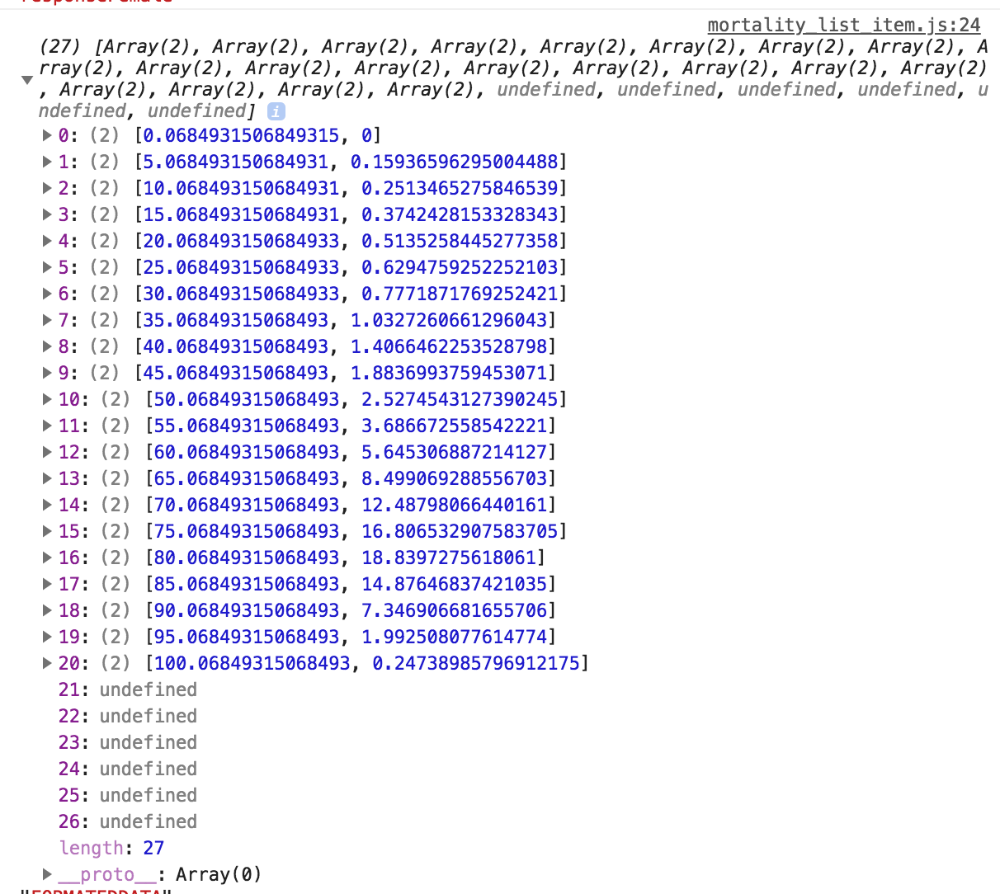 mortality_list_item.js:24
(27) [Array(2), Array(2), Array(2), Array(2), Array(2), Array(2), Array(2), Array(2), A
rray(2), Array(2), Array(2), Array(2), Array(2), Array(2), Array(2), Array(2), Array(2)
, Array(2), Array(2), Array(2), Array(2), undefined, undefined, undefined, undefined, u
ndefined, undefined] i
0: (2) [0.0684931506849315, 0]
1: (2) [5.068493150684931, 0.15936596295004488]
2: (2) [10.068493150684931, 0.2513465275846539]
3: (2) [15.068493150684931, 0.3742428153328343]
4: (2) [20.068493150684933, 0.5135258445277358]
5: (2) [25.068493150684933, 0.6294759252252103]
6: (2) [30.068493150684933, 0.7771871769252421]
7: (2) [35.06849315068493, 1.0327260661296043]
8: (2) [40.06849315068493, 1.4066462253528798]
9: (2) [45.06849315068493, 1.8836993759453071]
10: (2) [50.06849315068493, 2.5274543127390245]
11: (2) [55.06849315068493, 3.686672558542221]
12: (2) [60.06849315068493, 5.645306887214127]
13: (2) [65.06849315068493, 8.499069288556703]
14: (2) [70.06849315068493, 12.48798066440161]
15: (2) [75.06849315068493, 16.806532907583705]
16: (2) [80.06849315068493, 18.8397275618061]
17: (2) [85.06849315068493, 14.87646837421035]
18: (2) [90.06849315068493, 7.346906681655706]
19: (2) [95.06849315068493, 1.992508077614774]
20: (2) [100.06849315068493, 0.24738985796912175]
21: undefined
22: undefined
23: undefined
24: undefined
25: undefined
26: undefined
length: 27
__proto__: Array(0)
"FORMATEDDATA"